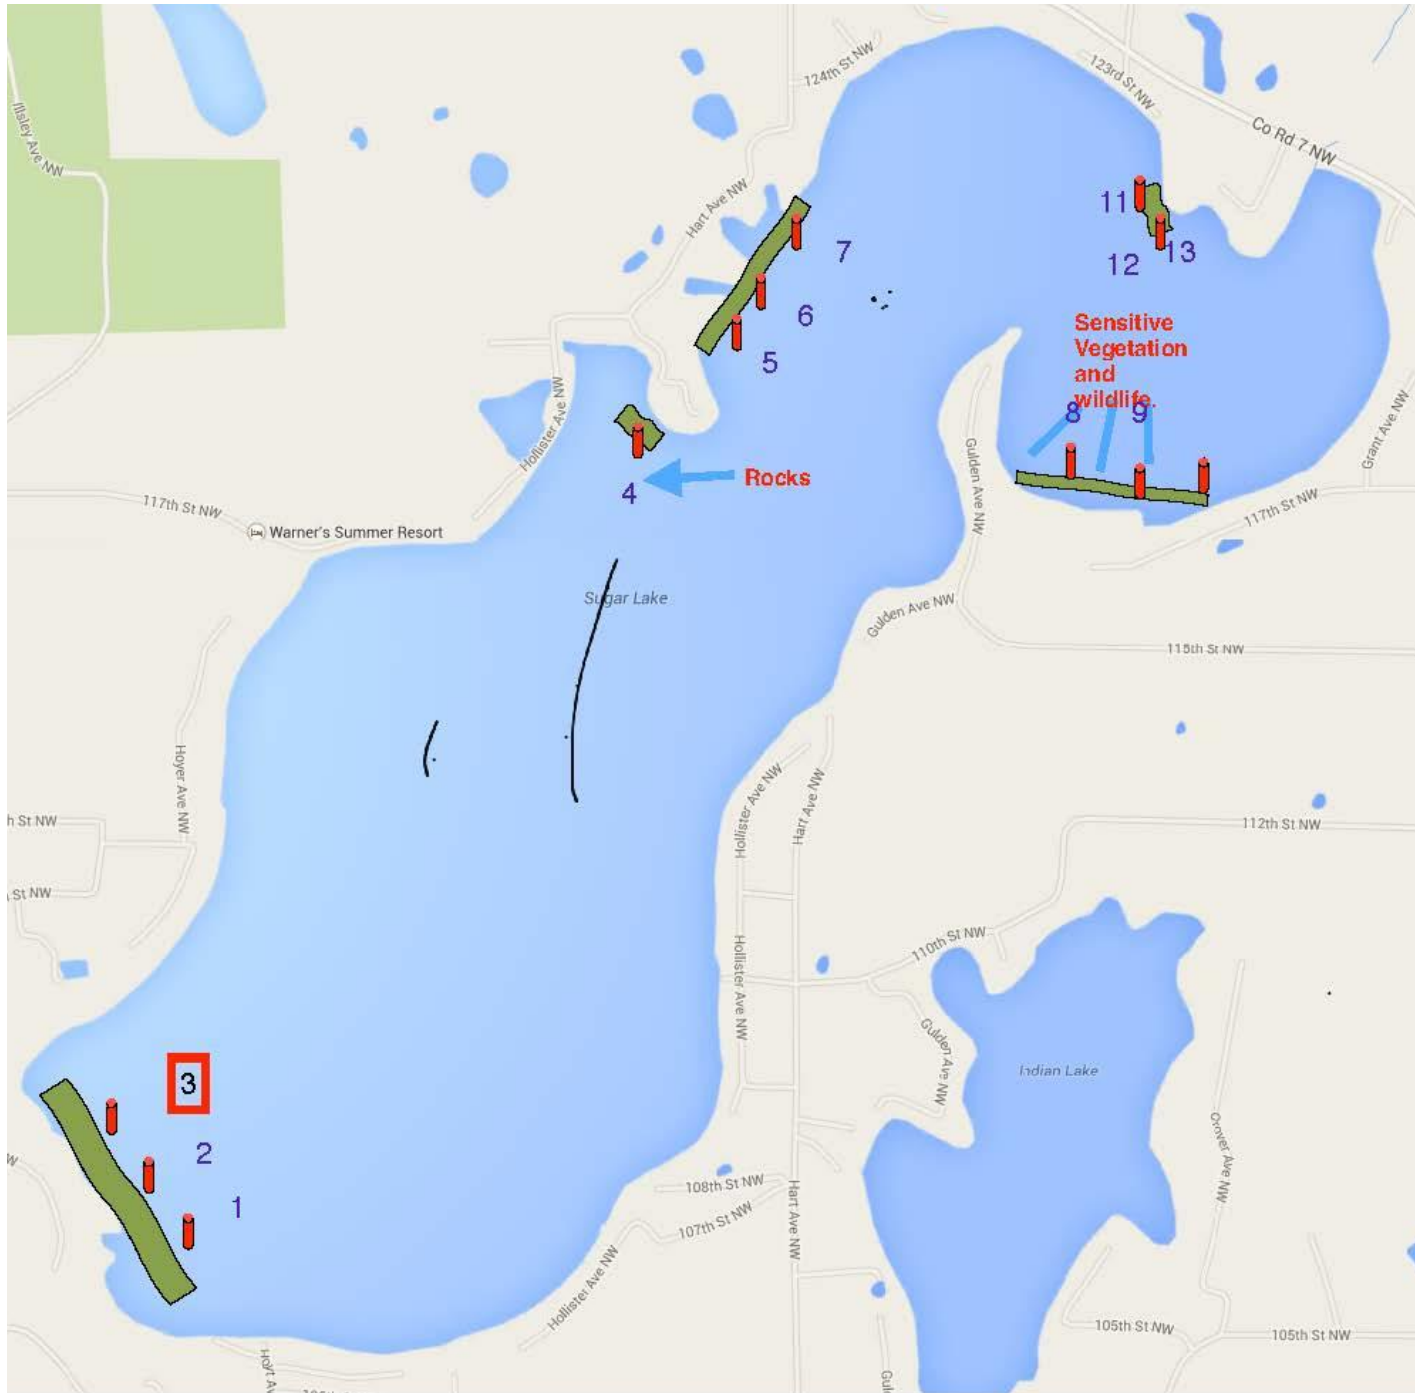 124th St NW
123rd St NW
Co Rd 7 NW
Illsley Ave NW
Hart Ave NW
11
12
13
7
6
5
Sensitive
Vegetation
and
wildlife.
8
9
Grant Ave NW
Hollister Ave NW
Gulden Ave NW
4
Rocks
117th St NW
117th St NW
Warner's Summer Resort
Sugar Lake
Gulden Ave NW
115th St NW
Hoyer Ave NW
Hollister Ave NW
Hart Ave NW
h St NW
112th St NW
St NW
110th St NW
Hollister Ave NW
Gulden Ave NW
Indian Lake
3
2
1
W
Grover Ave NW
108th St NW
107th St NW
Hart Ave NW
Hollister Ave NW
105th St NW
105th St NW
Hoyt A
Gul